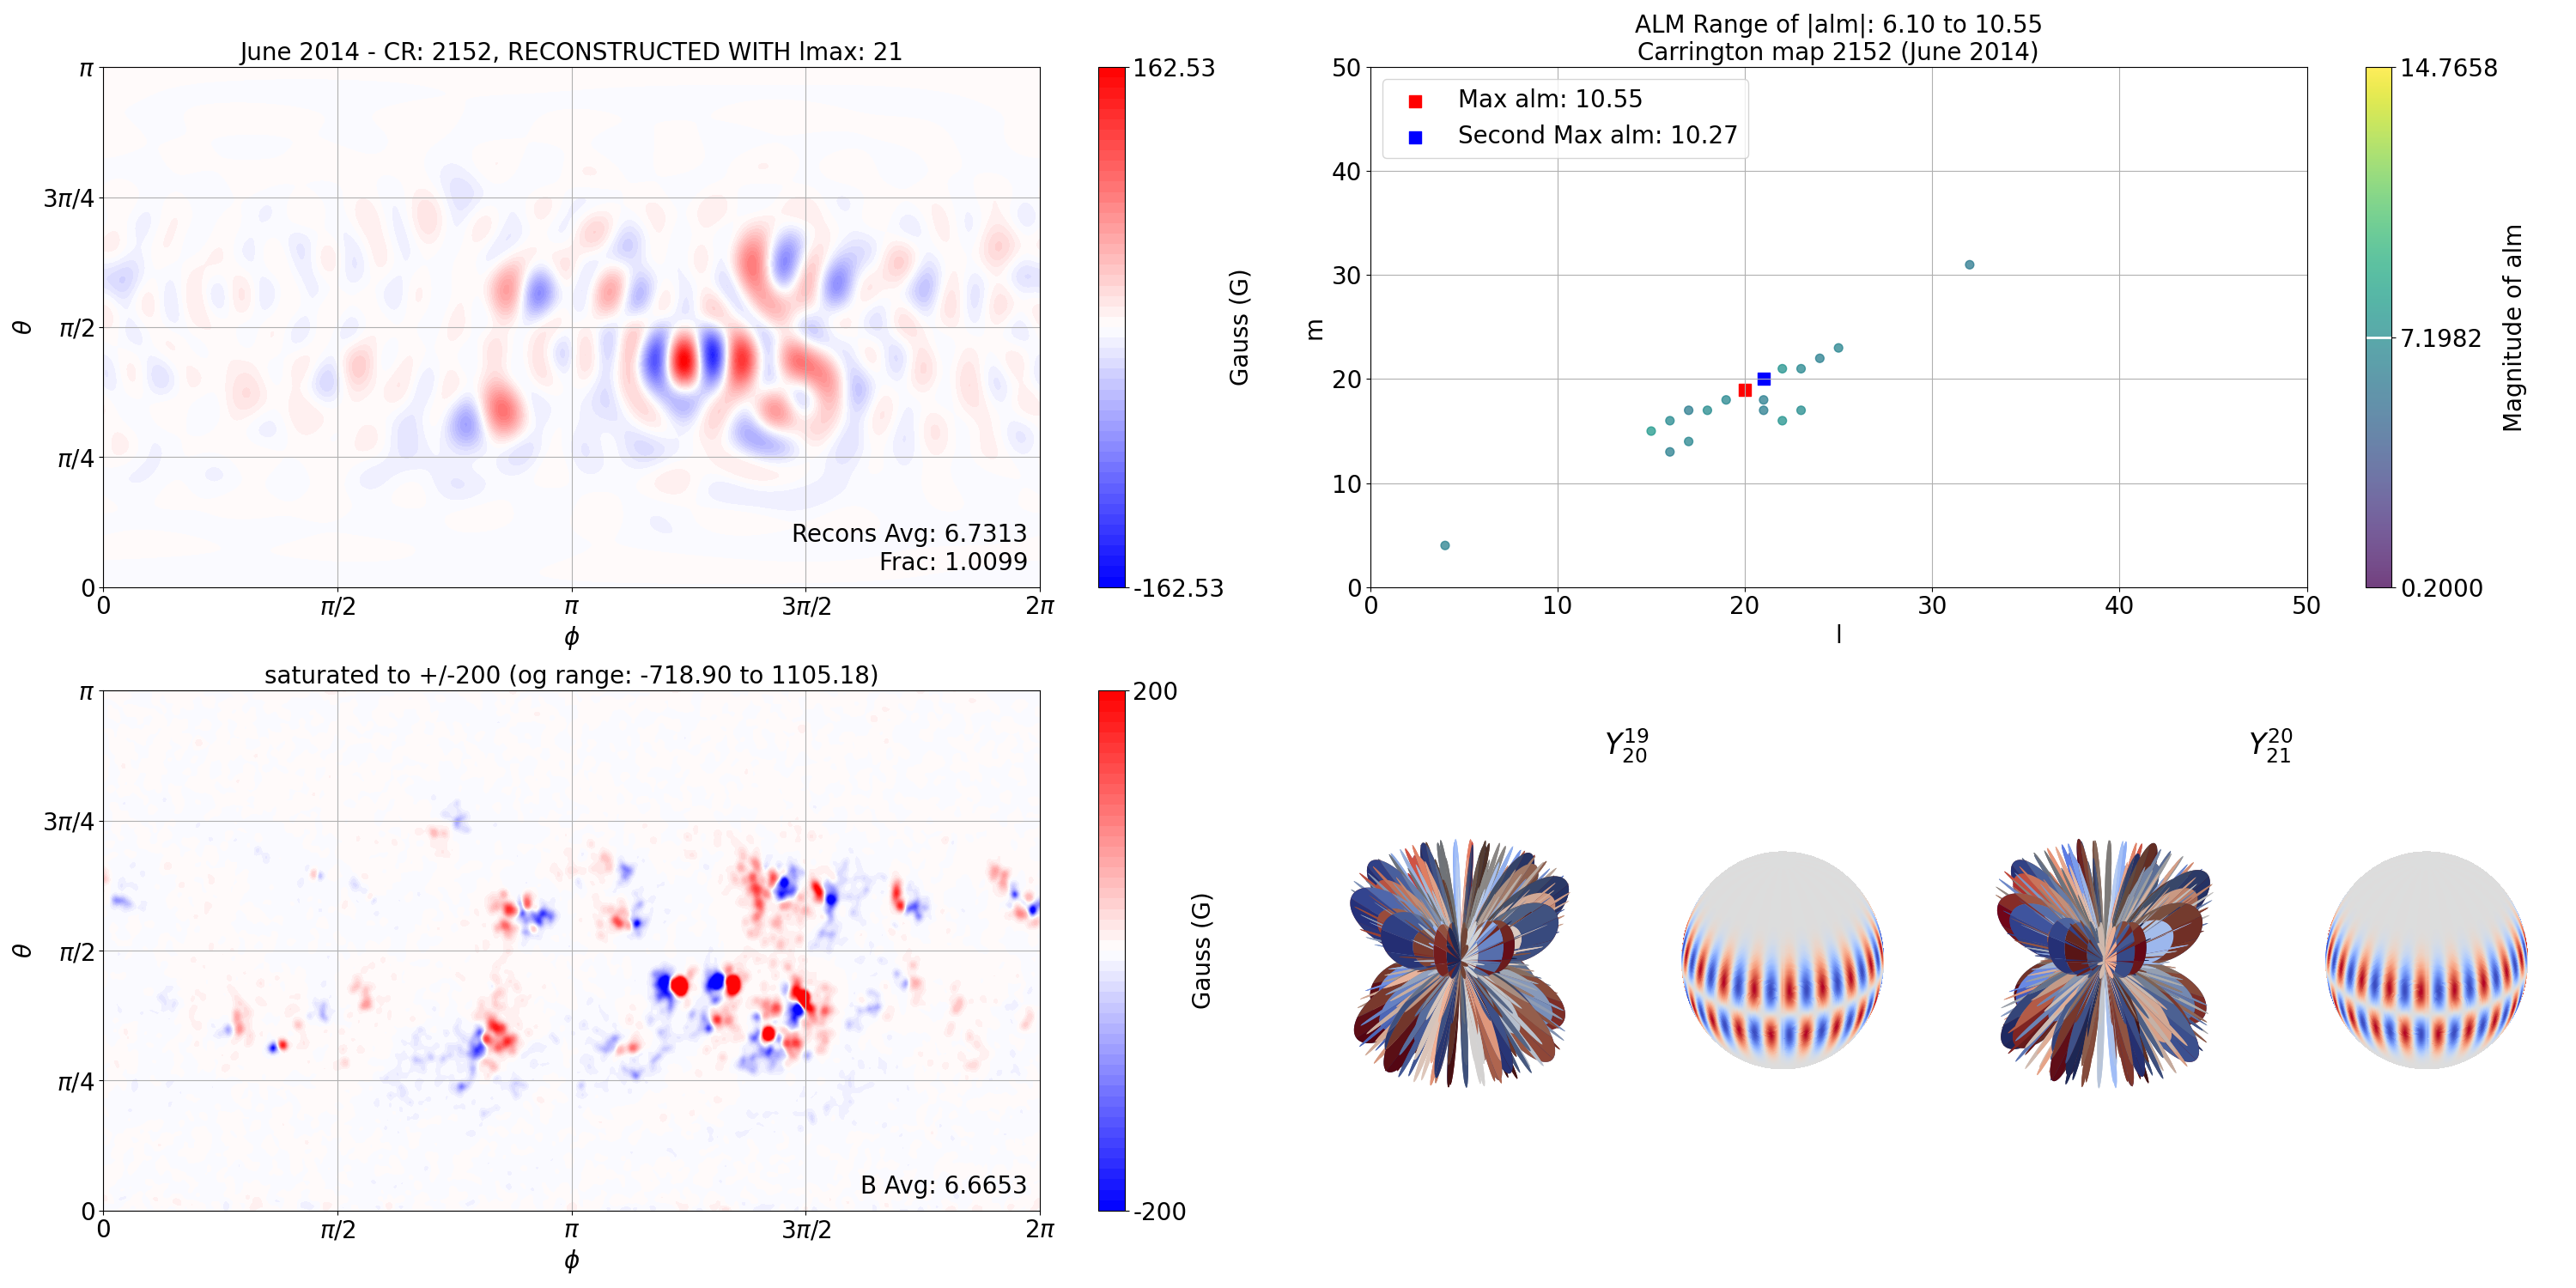 June 2014 - CR: 2152, RECONSTRUCTED WITH lmax: 21
π
3π/4
π/2
π/4
0
θ
0
π/2
π
3π/2
2π
ϕ
Recons Avg: 6.7313
Frac: 1.0099
162.53
-162.53
Gauss (G)
ALM Range of |alm|: 6.10 to 10.55
Carrington map 2152 (June 2014)
Max alm: 10.55
Second Max alm: 10.27
50
40
30
20
10
0
m
0
10
20
30
40
50
l
14.7658
7.1982
0.2000
Magnitude of alm
saturated to +/-200 (og range: -718.90 to 1105.18)
π
3π/4
π/2
π/4
0
θ
0
π/2
π
3π/2
2π
ϕ
B Avg: 6.6653
200
-200
Gauss (G)
Y_{20}^{19}
Y_{21}^{20}